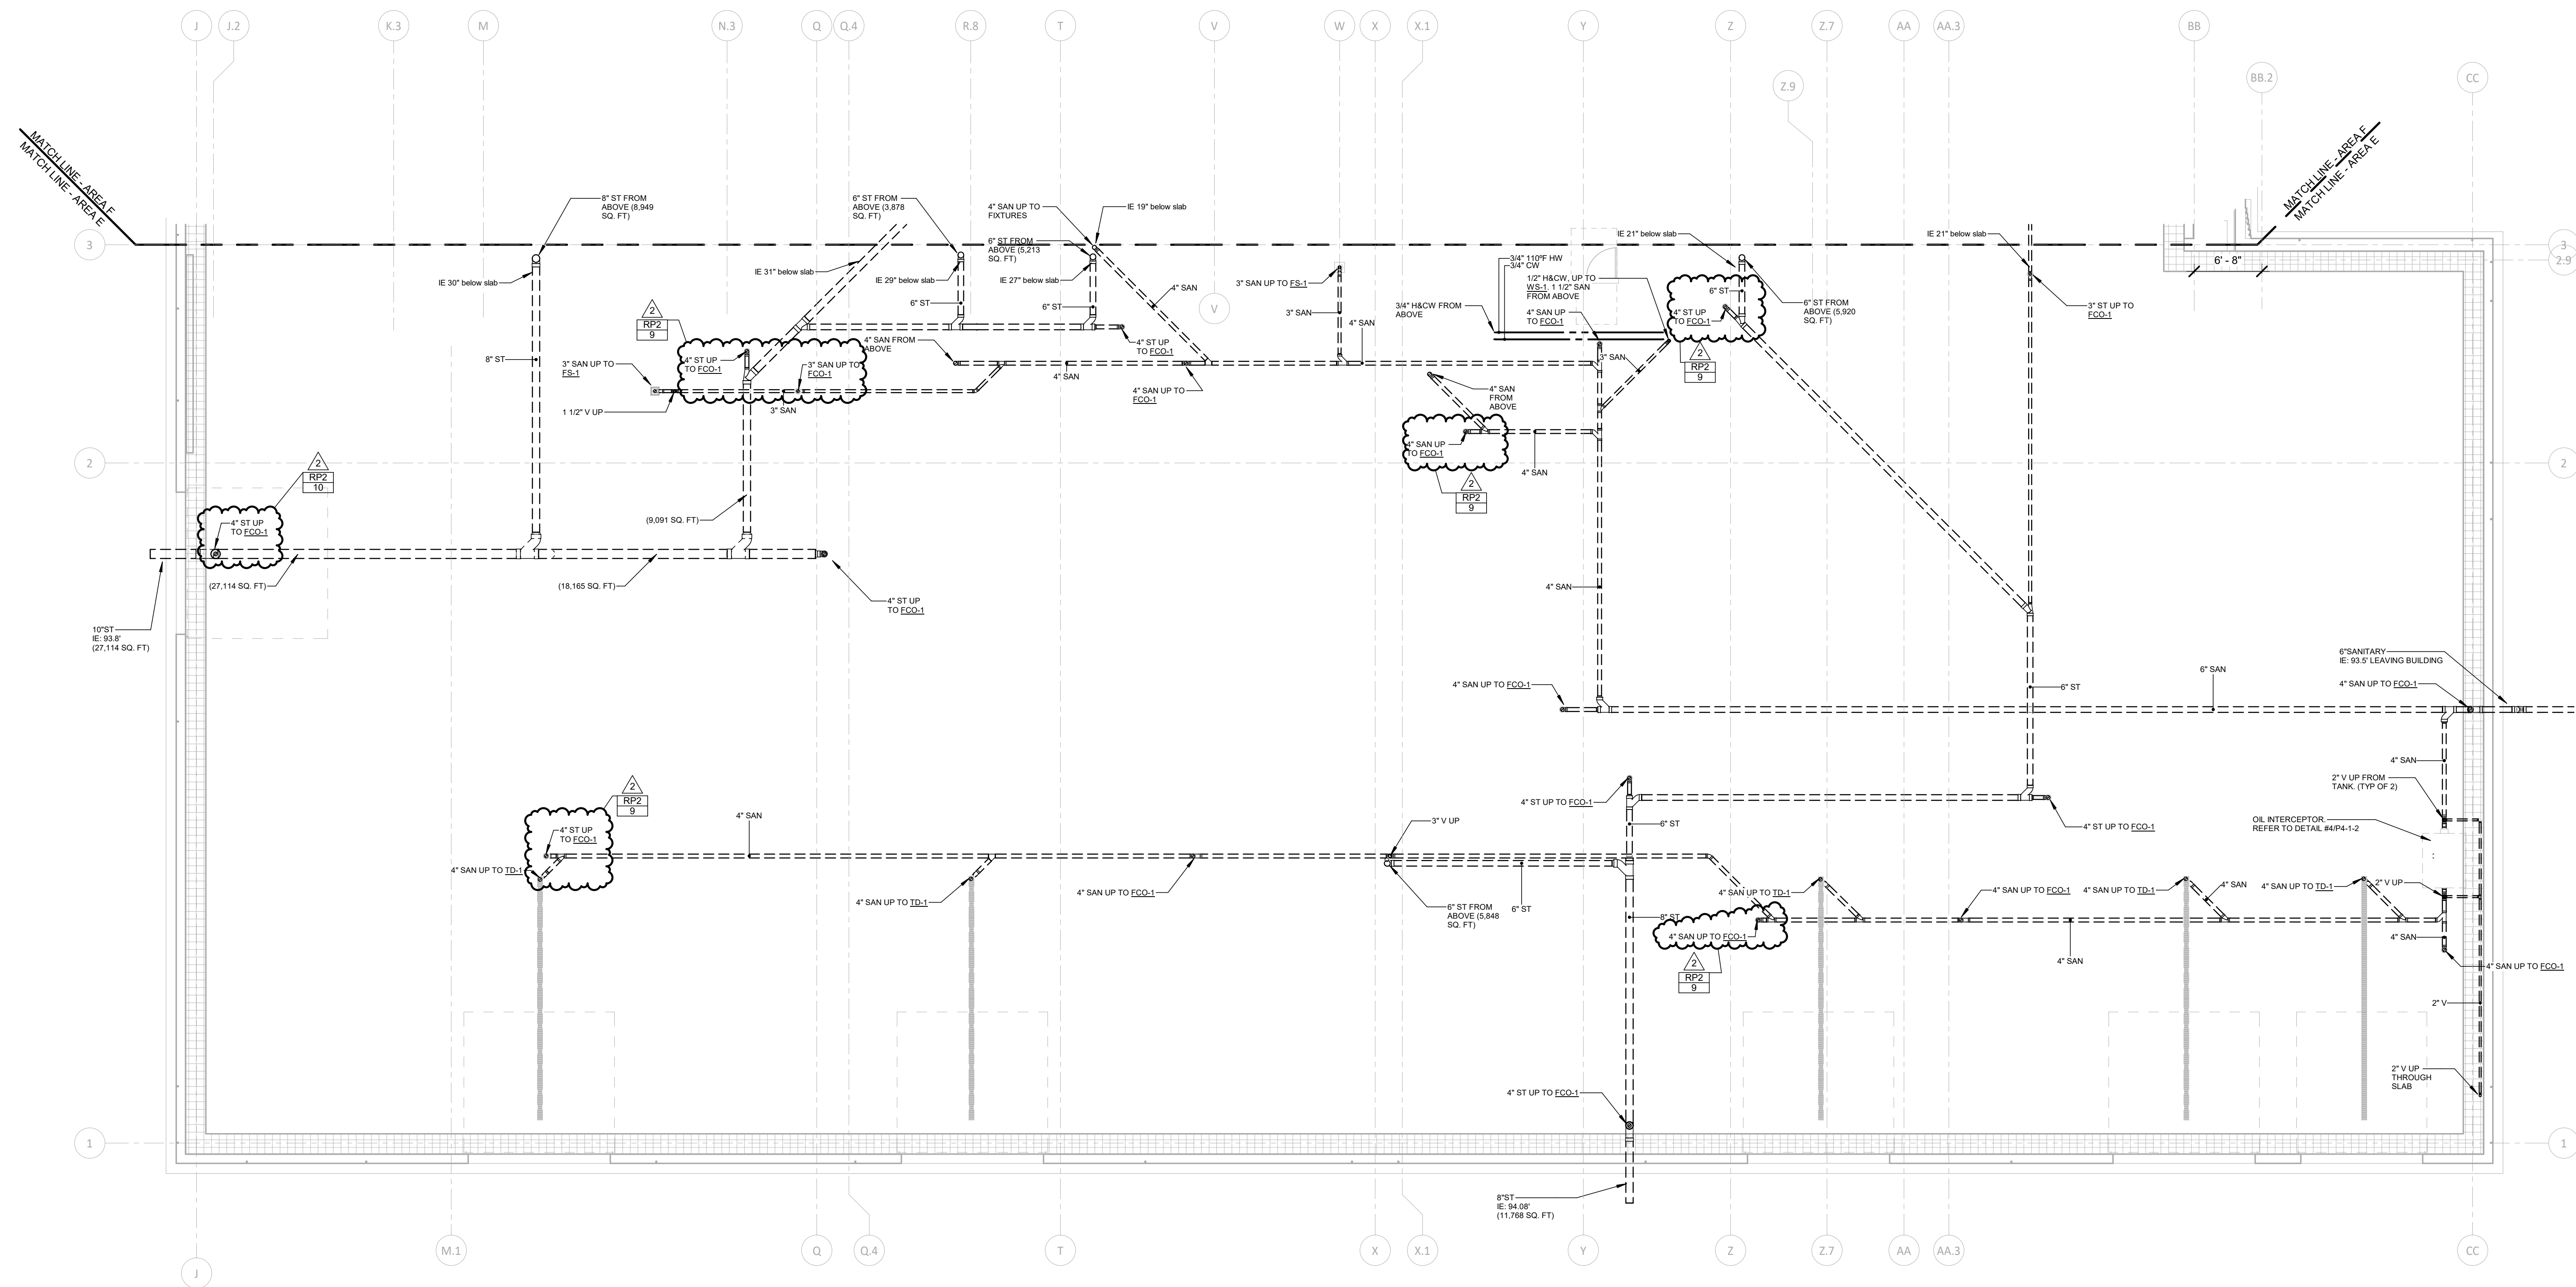 J
J.2
K.3
M
N.3
Q
Q.4
R.8
T
V
W
X
X.1
Y
Z
Z.7
AA
AA.3
BB
CC
Z.9
BB.2
MATCH LINE - AREA F
MATCH LINE - AREA E
MATCH LINE - AREA F
MATCH LINE - AREA E
3
3
2.9
6' - 8"
8" ST FROM
ABOVE (8,949
SQ. FT)
IE 30" below slab
6" ST FROM
ABOVE (3,878
SQ. FT)
IE 31" below slab
IE 29" below slab
6" ST
4" SAN UP TO
FIXTURES
IE 19" below slab
6" ST FROM
ABOVE (5,213
SQ. FT)
IE 27" below slab
6" ST
4" SAN
V
3" SAN UP TO FS-1
3" SAN
4" SAN
3/4" 110ºF HW
3/4" CW
1/2" H&CW, UP TO
WS-1. 1 1/2" SAN
FROM ABOVE
3/4" H&CW FROM
ABOVE
4" SAN UP
TO FCO-1
3" SAN
IE 21" below slab
6" ST
4" ST UP
TO FCO-1
6" ST FROM
ABOVE (5,920
SQ. FT)
2
RP2
9
IE 21" below slab
3" ST UP TO
FCO-1
2
RP2
9
8" ST
3" SAN UP TO
FS-1
1 1/2" V UP
4" ST UP
TO FCO-1
3" SAN UP TO
FCO-1
3" SAN
4" SAN FROM
ABOVE
4" SAN
4" ST UP
TO FCO-1
4" SAN UP TO
FCO-1
4" SAN
FROM
ABOVE
4" SAN UP
TO FCO-1
4" SAN
2
RP2
9
2
2
2
RP2
10
4" ST UP
TO FCO-1
(9,091 SQ. FT)
(27,114 SQ. FT)
(18,165 SQ. FT)
4" ST UP
TO FCO-1
10"ST
IE: 93.8'
(27,114 SQ. FT)
4" SAN
4" SAN UP TO FCO-1
6" ST
6" SAN
6"SANITARY
IE: 93.5' LEAVING BUILDING
4" SAN UP TO FCO-1
4" SAN
2" V UP FROM
TANK. (TYP OF 2)
OIL INTERCEPTOR.
REFER TO DETAIL #4/P4-1-2
4" ST UP TO FCO-1
6" ST
4" ST UP TO FCO-1
2
RP2
9
4" ST UP
TO FCO-1
4" SAN UP TO TD-1
4" SAN
4" SAN UP TO TD-1
4" SAN UP TO FCO-1
3" V UP
6" ST FROM
ABOVE (5,848
SQ. FT)
6" ST
8" ST
4" SAN UP TO TD-1
4" SAN UP TO FCO-1
2
RP2
9
4" SAN UP TO FCO-1
4" SAN
4" SAN UP TO TD-1
4" SAN
4" SAN UP TO TD-1
2" V UP
4" SAN
4" SAN UP TO FCO-1
2" V
2" V UP
THROUGH
SLAB
4" ST UP TO FCO-1
1
1
8"ST
IE: 94.08'
(11,768 SQ. FT)
J
M.1
Q
Q.4
T
X
X.1
Y
Z
Z.7
AA
AA.3
CC